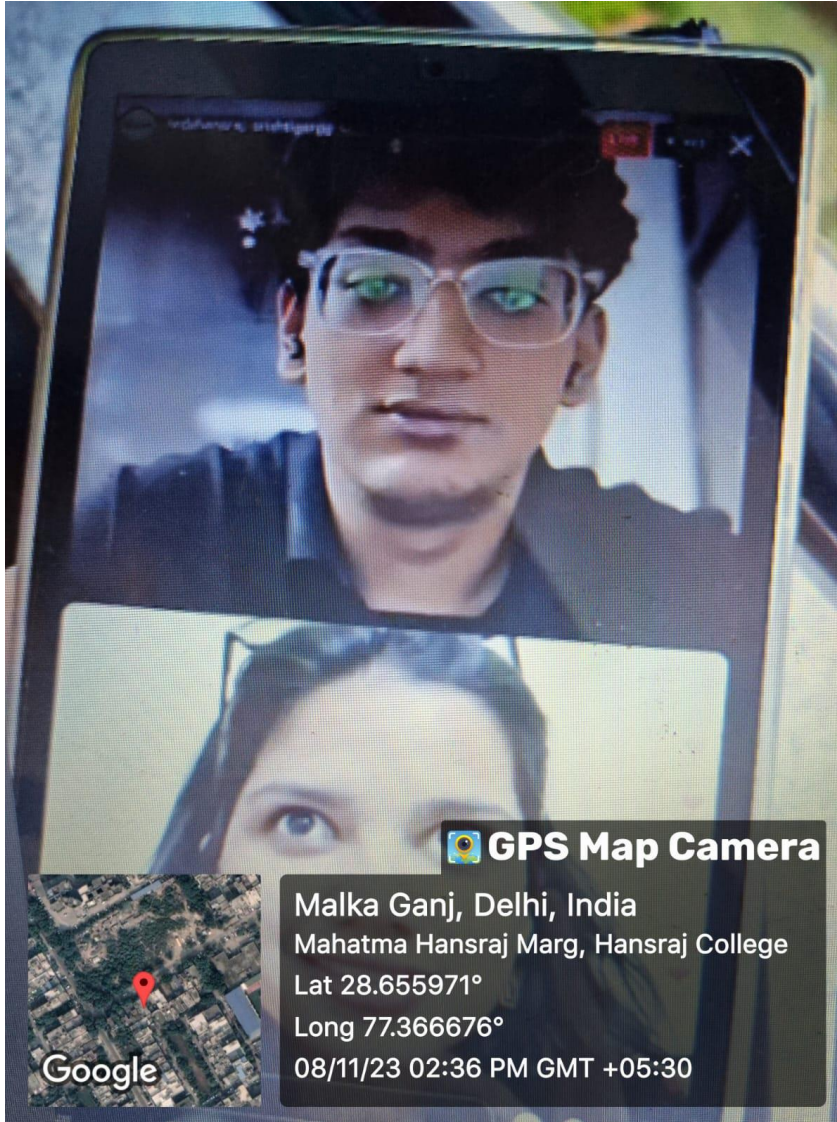 GPS Map Camera
Malka Ganj, Delhi, India
Mahatma Hansraj Marg, Hansraj College
Lat 28.655971°
Long 77.366676°
08/11/23 02:36 PM GMT +05:30
Google